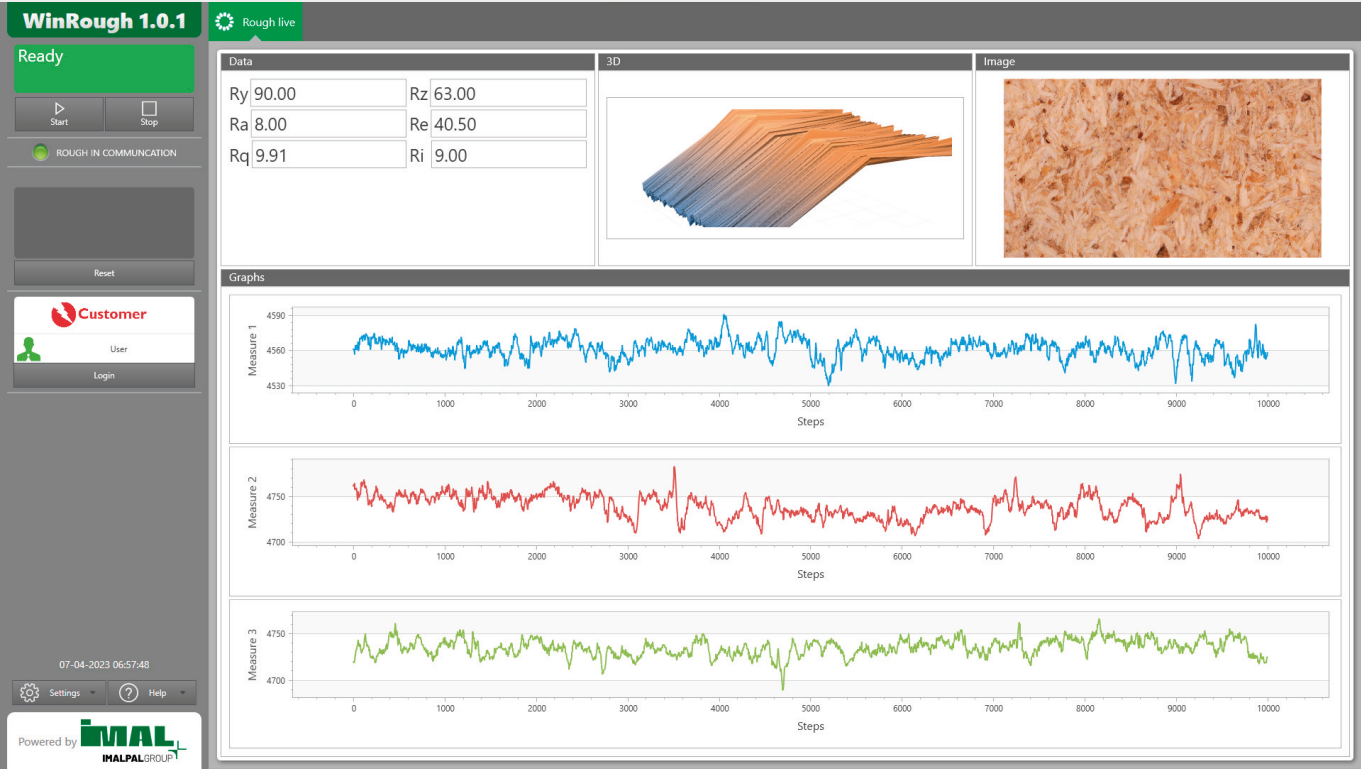 WinRough 1.0.1
Rough live
Ready
Start
Stop
ROUGH IN COMMUNCATION
Reset
Customer
User
Login
07-04-2023 06:57:48
Settings
Help
Powered by IMAL
IMALPALGROUP
Data
Ry 90.00
Rz 63.00
Ra 8.00
Re 40.50
Rq 9.91
Ri 9.00
3D
Image
Graphs
Measure 1
4590
4560
4530
0 1000 2000 3000 4000 5000 6000 7000 8000 9000 10000
Steps
Measure 2
4750
4700
0 1000 2000 3000 4000 5000 6000 7000 8000 9000 10000
Steps
Measure 3
4750
4700
0 1000 2000 3000 4000 5000 6000 7000 8000 9000 10000
Steps